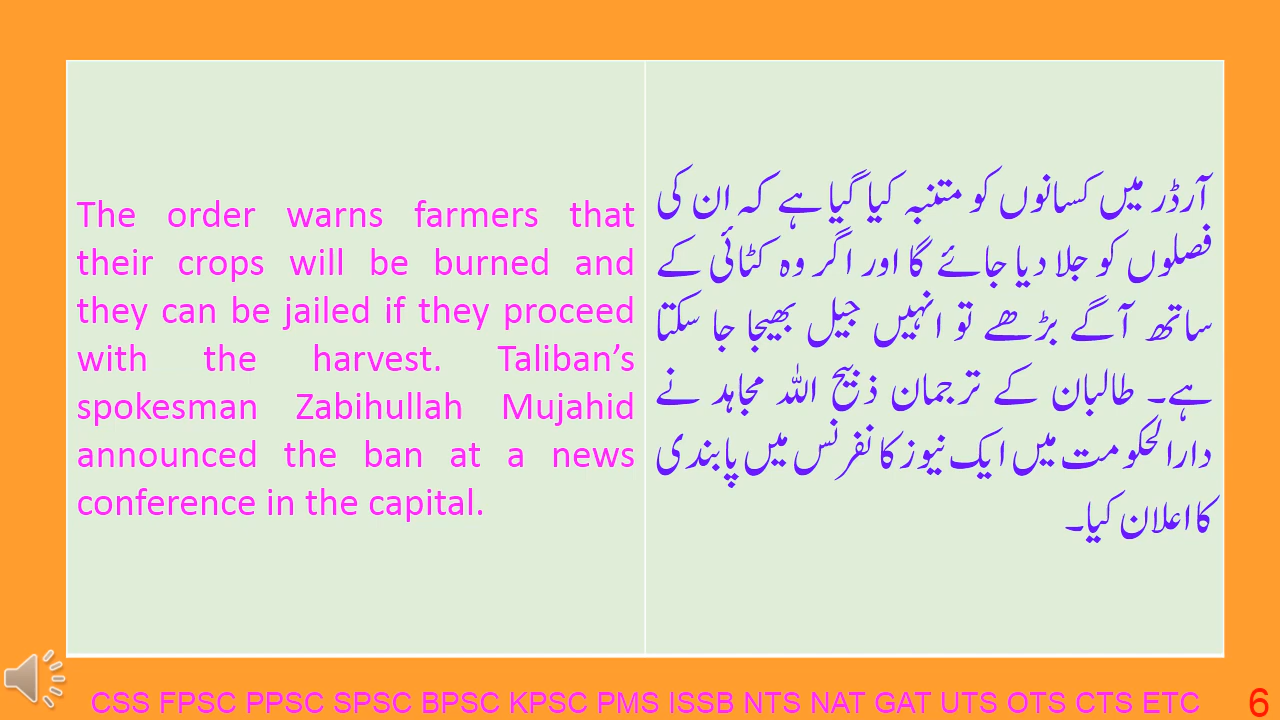 The order warns farmers that
their crops will be burned and
they can be jailed if they proceed
with the harvest. Taliban’s
spokesman Zabihullah Mujahid
announced the ban at a news
conference in the capital.
آرڈر میں کسانوں کو متنبہ کیا گیا ہے کہ ان کی
فصلوں کو جلا دیا جائے گا اور اگر وہ کٹائی کے
ساتھ آگے بڑھے تو انہیں جیل بھیجا جا سکتا
ہے۔ طالبان کے ترجمان ذبیح اللہ مجاہد نے
دارالحکومت میں ایک نیوز کانفرنس میں پابندی
کا اعلان کیا۔
CSS FPSC PPSC SPSC BPSC KPSC PMS ISSB NTS NAT GAT UTS OTS CTS ETC
6